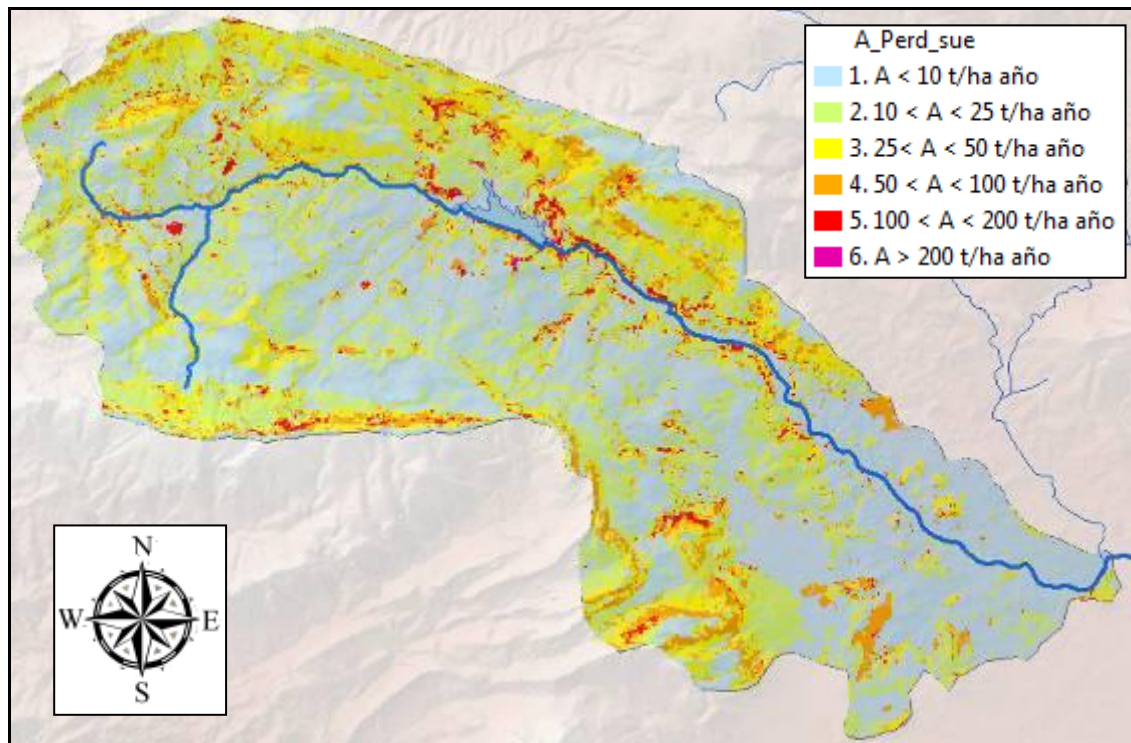 A_Perd_sue
1. A < 10 t/ha año
2. 10 < A < 25 t/ha año
3. 25< A < 50 t/ha año
4. 50 < A < 100 t/ha año
5. 100 < A < 200 t/ha año
6. A > 200 t/ha año
N
W E
S